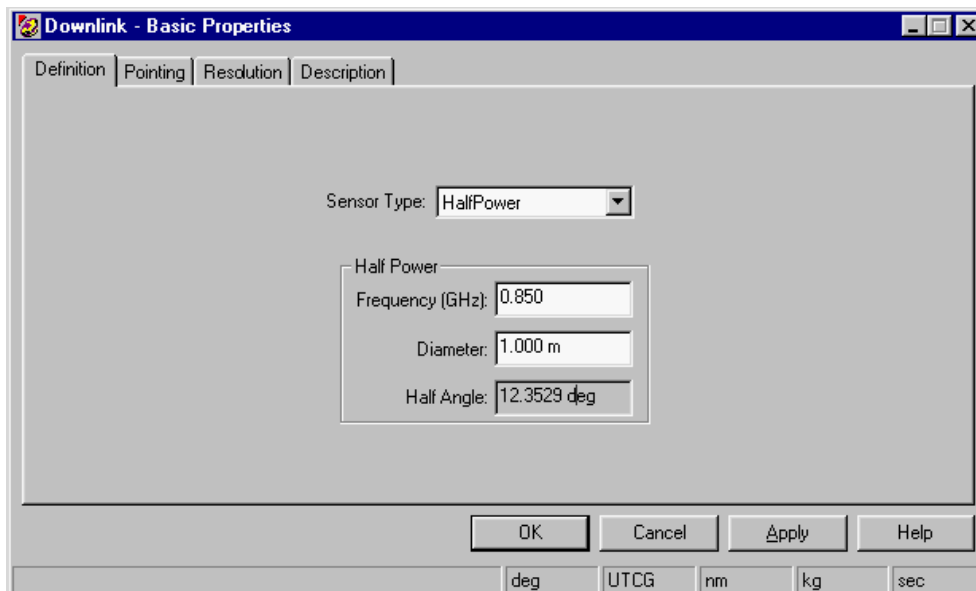 Downlink - Basic Properties
Definition Pointing Resolution Description
Sensor Type: HalfPower
Half Power
Frequency (GHz): 0.850
Diameter: 1.000 m
Half Angle: 12.3529 deg
OK Cancel Apply Help
deg UTCG nm kg sec